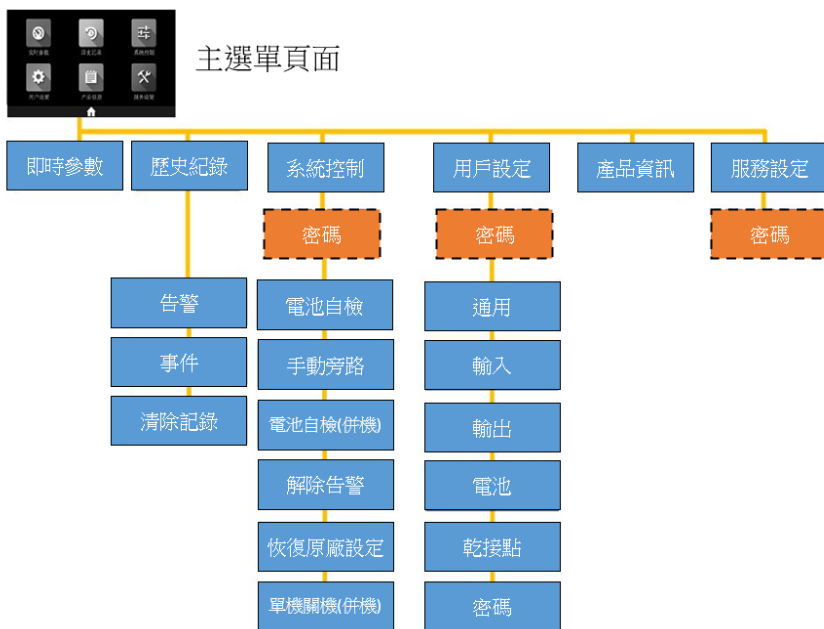 主選單頁面
即時參數
歷史紀錄
系統控制
用戶設定
產品資訊
服務設定
密碼
密碼
密碼
告警
事件
清除記錄
電池自檢
手動旁路
電池自檢(併機)
解除告警
恢復原廠設定
單機關機(併機)
通用
輸入
輸出
電池
乾接點
密碼